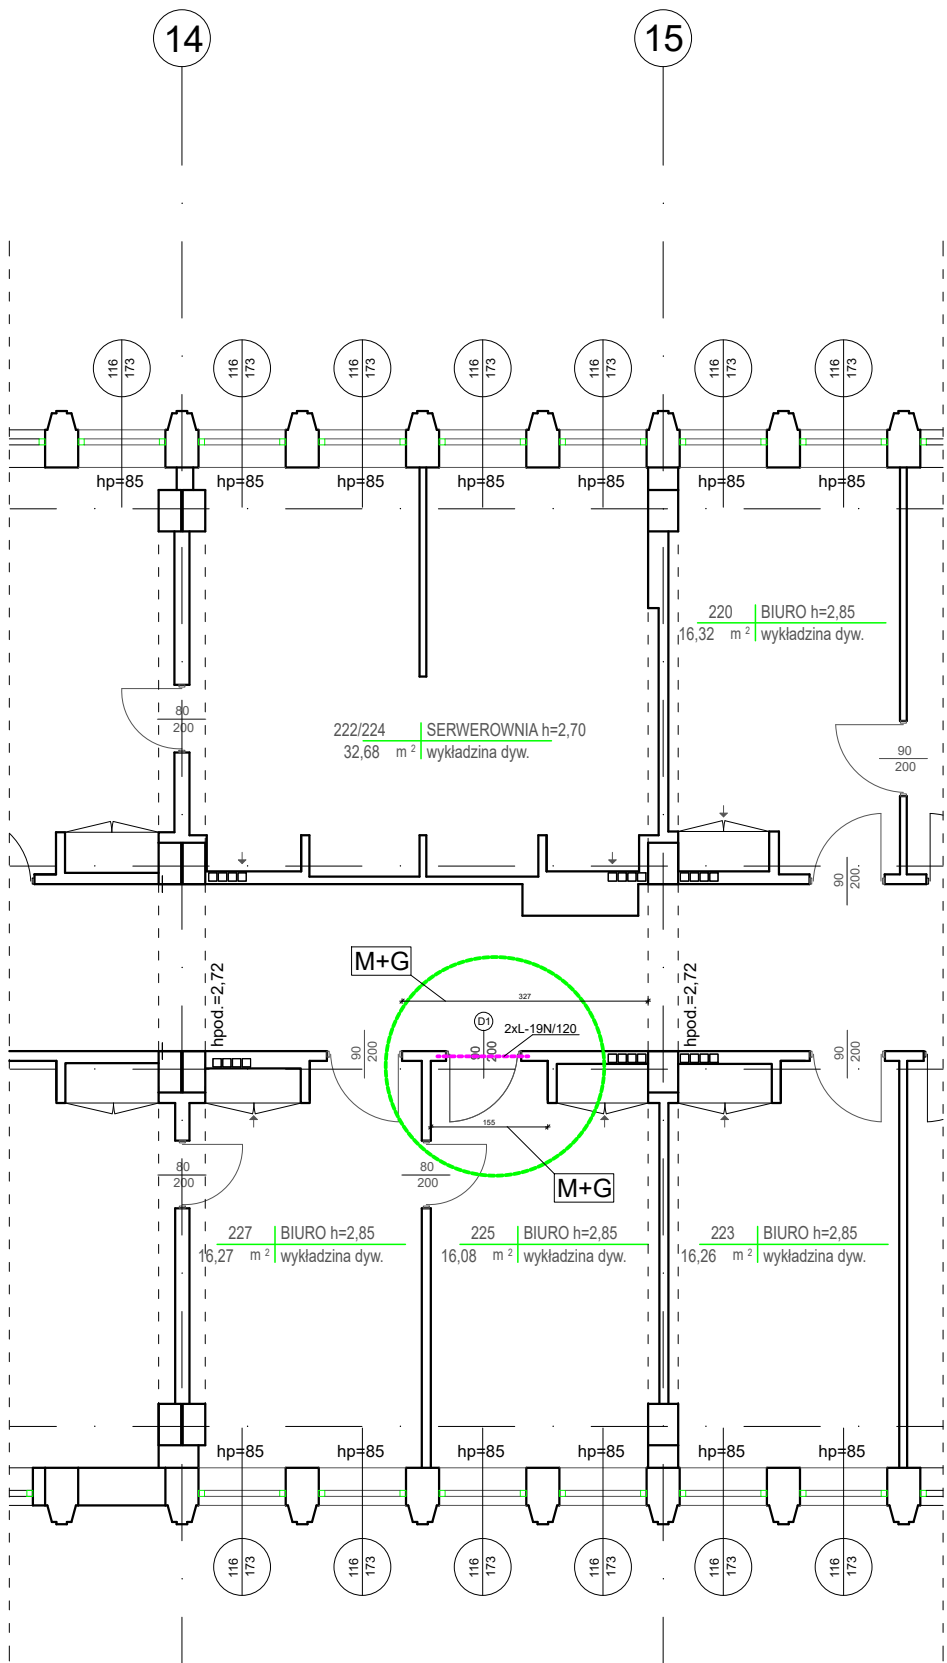 14
15
116 116 116 116 116 116 116
173 173 173 173 173 173 173
hp=85 hp=85 hp=85 hp=85 hp=85 hp=85 hp=85
220 BIURO h=2,85
16,32 m 2 wykładzina dyw.
80
200
222/224 SERWEROWNIA h=2,70
32,68 m 2 wykładzina dyw.
90
200
90
200
M+G
hpod.=2,72
hpod.=2,72
327
D1
2xL-19N/120
90
200
90
200
90
200
155
80
200
80
200
M+G
227 BIURO h=2,85
16,27 m 2 wykładzina dyw.
225 BIURO h=2,85
16,08 m 2 wykładzina dyw.
223 BIURO h=2,85
16,26 m 2 wykładzina dyw.
hp=85 hp=85 hp=85 hp=85 hp=85 hp=85
116 116 116 116 116 116
173 173 173 173 173 173